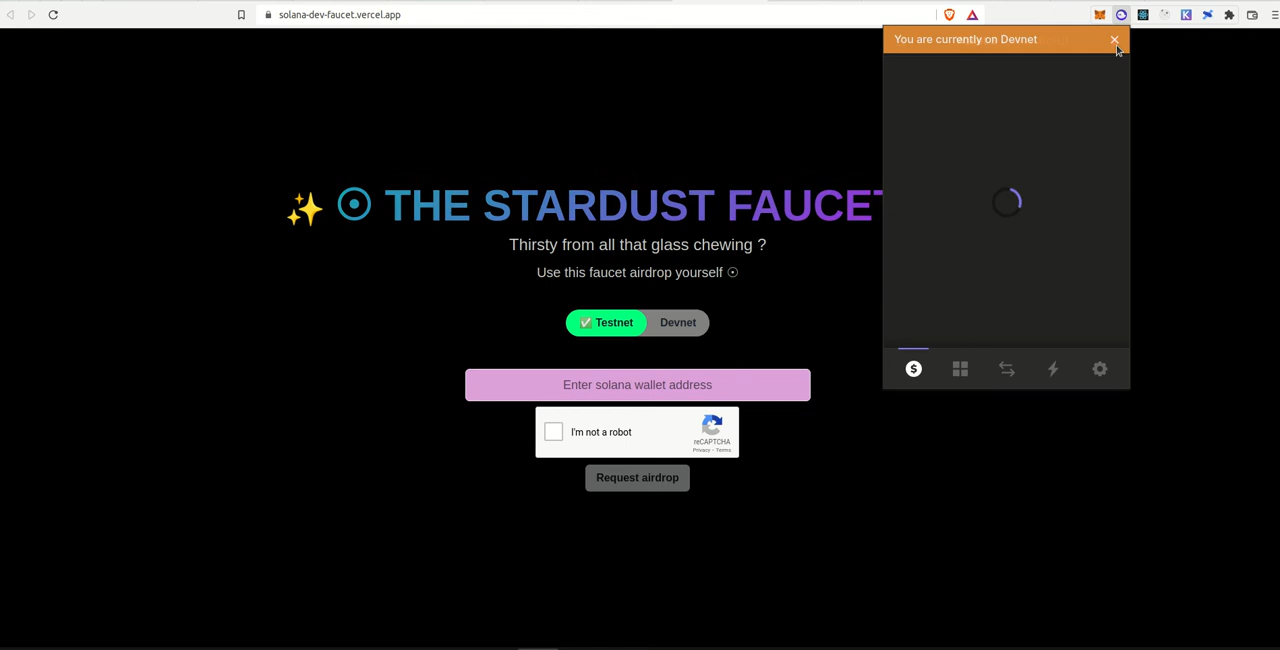 solana-dev-faucet.vercel.app
You are currently on Devnet
THE STARDUST FAUCET
Thirsty from all that glass chewing ?
Use this faucet airdrop yourself
Testnet Devnet
Enter solana wallet address
I'm not a robot
reCAPTCHA
Privacy - Terms
Request airdrop